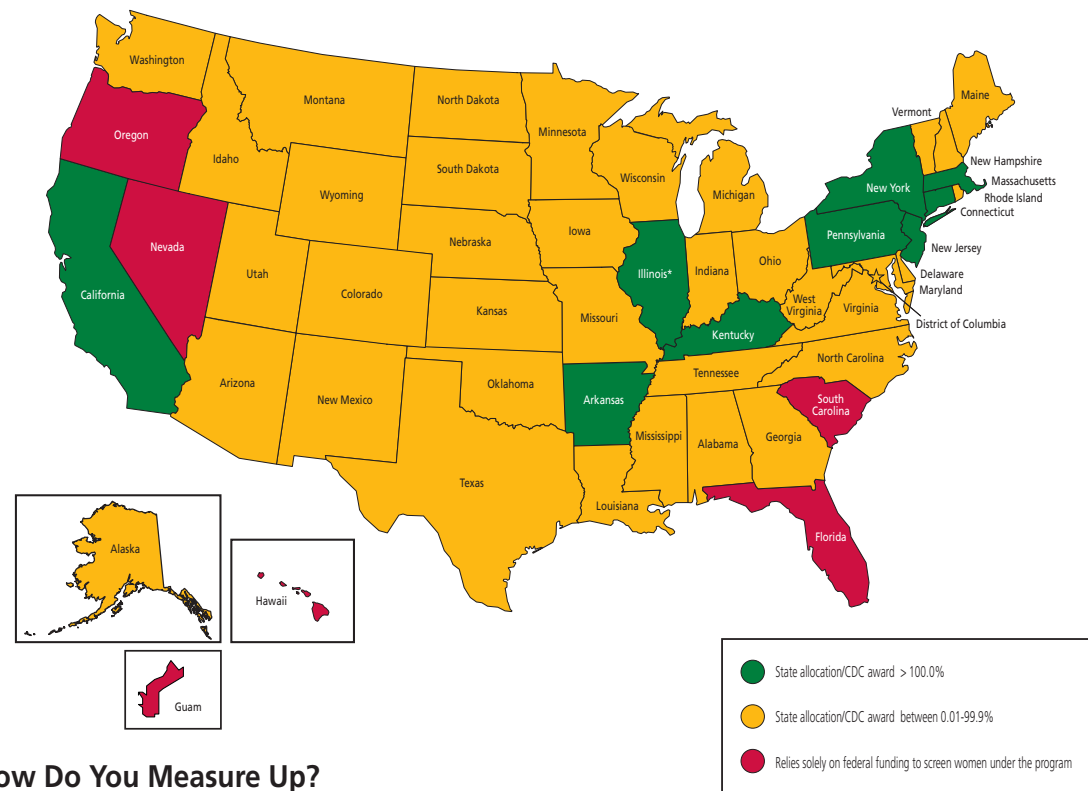 Washington
Montana
North Dakota
Minnesota
Maine
Vermont
Oregon
Idaho
South Dakota
Wisconsin
Michigan
New Hampshire
Massachusetts
Rhode Island
Connecticut
New York
Wyoming
Nevada
Nebraska
Iowa
Pennsylvania
New Jersey
Utah
Colorado
Illinois*
Indiana
Ohio
Delaware
Maryland
California
Kansas
Missouri
West
Virginia
Virginia
District of Columbia
Kentucky
North Carolina
Arizona
New Mexico
Oklahoma
Arkansas
Tennessee
South
Carolina
Mississippi
Alabama
Georgia
Texas
Louisiana
Florida
Alaska
Hawaii
Guam
State allocation/CDC award > 100.0%
State allocation/CDC award between 0.01-99.9%
Relies solely on federal funding to screen women under the program
ow Do You Measure Up?